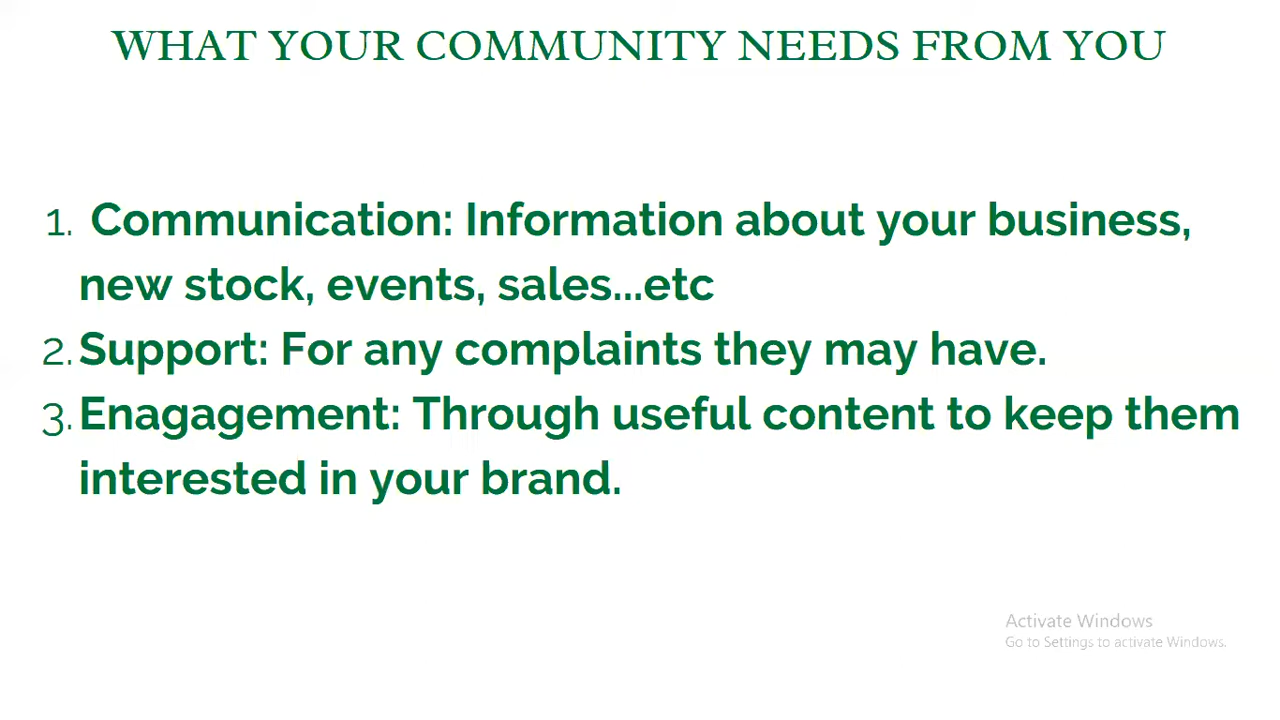 WHAT YOUR COMMUNITY NEEDS FROM YOU
1. Communication: Information about your business,
new stock, events, sales...etc
2. Support: For any complaints they may have.
3. Enagagement: Through useful content to keep them
interested in your brand.
Activate Windows
Go to Settings to activate Windows.